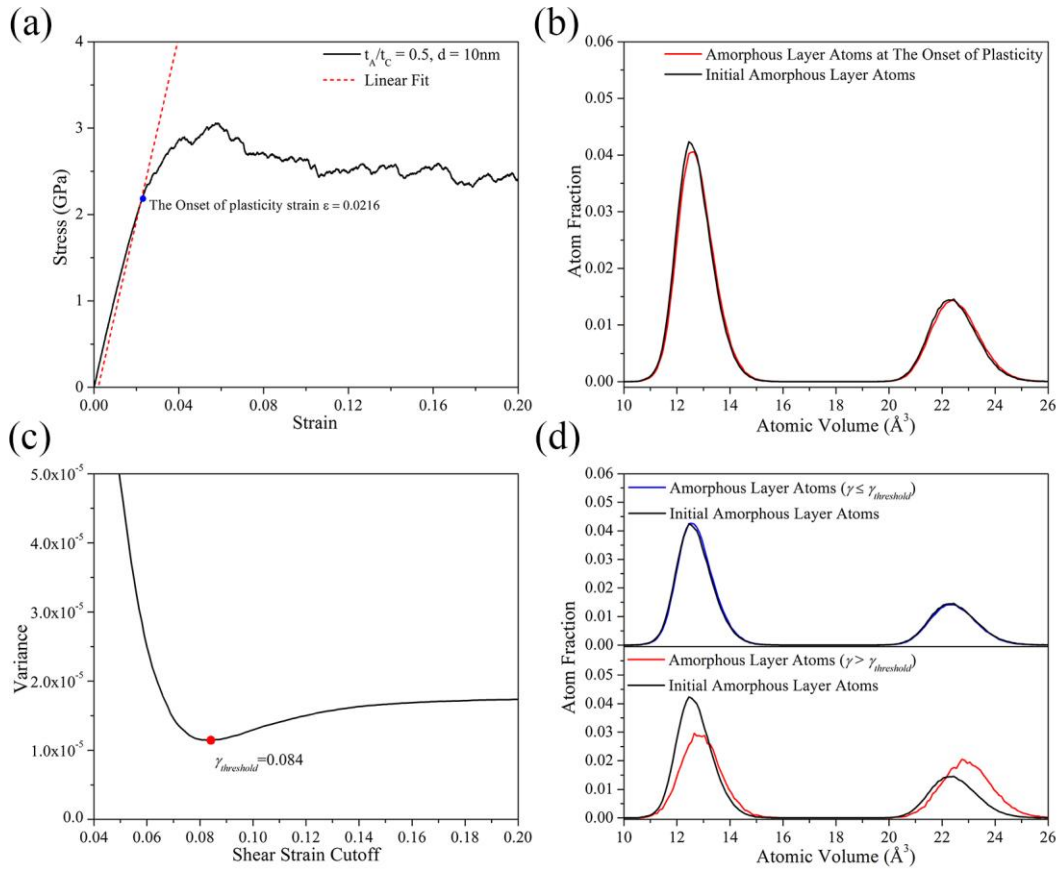 (a)
4
3
2
1
0
0.00 0.04 0.08 0.12 0.16 0.20
Stress (GPa)
Strain
t_A/t_C = 0.5, d = 10nm
Linear Fit
The Onset of plasticity strain ε = 0.0216
(b)
0.06
0.05
0.04
0.03
0.02
0.01
0.00
10 12 14 16 18 20 22 24 26
Atom Fraction
Atomic Volume (Å³)
Amorphous Layer Atoms at The Onset of Plasticity
Initial Amorphous Layer Atoms
(c)
5.0x10⁻⁵
4.0x10⁻⁵
3.0x10⁻⁵
2.0x10⁻⁵
1.0x10⁻⁵
0.0
0.04 0.06 0.08 0.10 0.12 0.14 0.16 0.18 0.20
Variance
Shear Strain Cutoff
γ_threshold=0.084
(d)
0.06
0.05
0.04
0.03
0.02
0.01
0.00
Amorphous Layer Atoms (γ ≤ γ_threshold)
Initial Amorphous Layer Atoms
0.05
0.04
0.03
0.02
0.01
0.00
Amorphous Layer Atoms (γ > γ_threshold)
Initial Amorphous Layer Atoms
10 12 14 16 18 20 22 24 26
Atom Fraction
Atomic Volume (Å³)